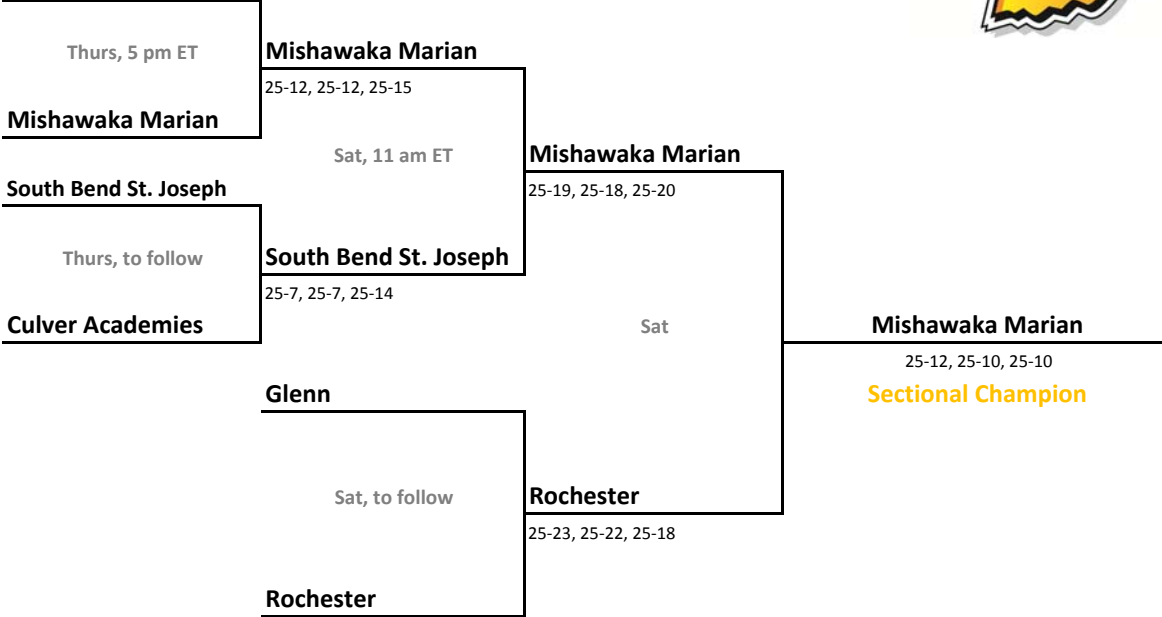 Thurs, 5 pm ET
Mishawaka Marian
25-12, 25-12, 25-15
Mishawaka Marian
Sat, 11 am ET
Mishawaka Marian
South Bend St. Joseph
25-19, 25-18, 25-20
Thurs, to follow
South Bend St. Joseph
25-7, 25-7, 25-14
Culver Academies
Sat
Mishawaka Marian
25-12, 25-10, 25-10
Glenn
Sectional Champion
Sat, to follow
Rochester
25-23, 25-22, 25-18
Rochester